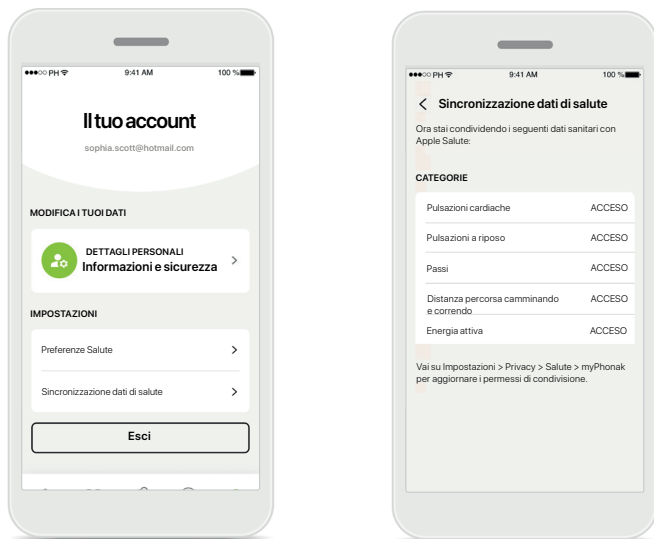 PH 9:41 AM 100 %
Il tuo account
sophia.scott@hotmail.com
MODIFICA I TUOI DATI
DETTAGLI PERSONALI
Informazioni e sicurezza
IMPOSTAZIONI
Preferenze Salute
Sincronizzazione dati di salute
Esci
PH 9:41 AM 100 %
Sincronizzazione dati di salute
Ora stai condividendo i seguenti dati sanitari con
Apple Salute:
CATEGORIE
Pulsazioni cardiache ACCESO
Pulsazioni a riposo ACCESO
Passi ACCESO
Distanza percorsa camminando ACCESO
e correndo
Energia attiva ACCESO
Vai su Impostazioni > Privacy > Salute > myPhonak
per aggiornare i permessi di condivisione.